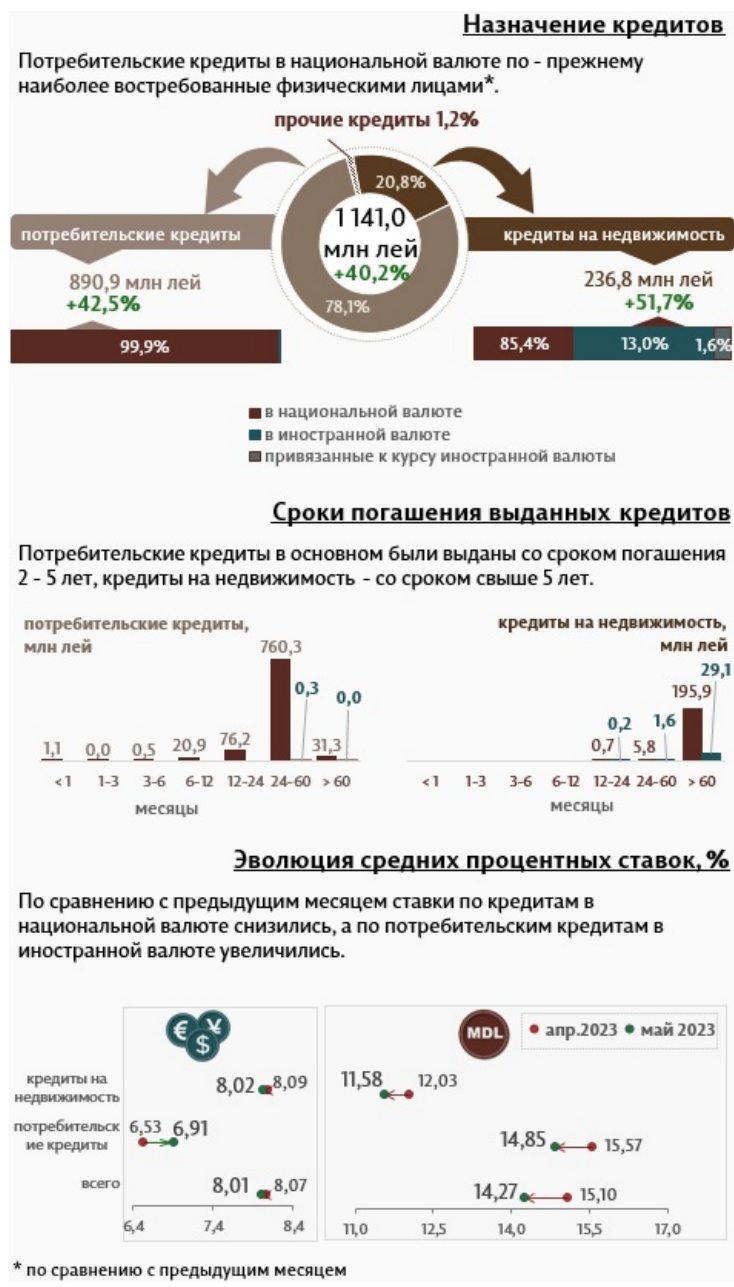 Назначение кредитов
Потребительские кредиты в национальной валюте по - прежнему
наиболее востребованные физическими лицами*.
прочие кредиты 1,2%
20,8%
1 141,0
млн лей
+40,2%
78,1%
потребительские кредиты
890,9 млн лей
+42,5%
99,9%
кредиты на недвижимость
236,8 млн лей
+51,7%
85,4% 13,0% 1,6%
в национальной валюте
в иностранной валюте
привязанные к курсу иностранной валюты
Сроки погашения выданных кредитов
Потребительские кредиты в основном были выданы со сроком погашения
2 - 5 лет, кредиты на недвижимость - со сроком свыше 5 лет.
потребительские кредиты,
млн лей
760,3
0,3
0,0
1,1 0,0 0,5 20,9 76,2 31,3
<1 1-3 3-6 6-12 12-24 24-60 >60
месяцы
кредиты на недвижимость,
млн лей
29,1
195,9
0,2 1,6
0,7 5,8
<1 1-3 3-6 6-12 12-24 24-60 >60
месяцы
Эволюция средних процентных ставок, %
По сравнению с предыдущим месяцем ставки по кредитам в
национальной валюте снизились, а по потребительским кредитам в
иностранной валюте увеличились.
€ ¥ $
MDL
апр.2023 май 2023
кредиты на
недвижимость
8,02 8,09
11,58 12,03
потребительск
ие кредиты
6,53 6,91
14,85 15,57
всего
8,01 8,07
14,27 15,10
6,4 7,4 8,4
11,0 12,5 14,0 15,5 17,0
* по сравнению с предыдущим месяцем